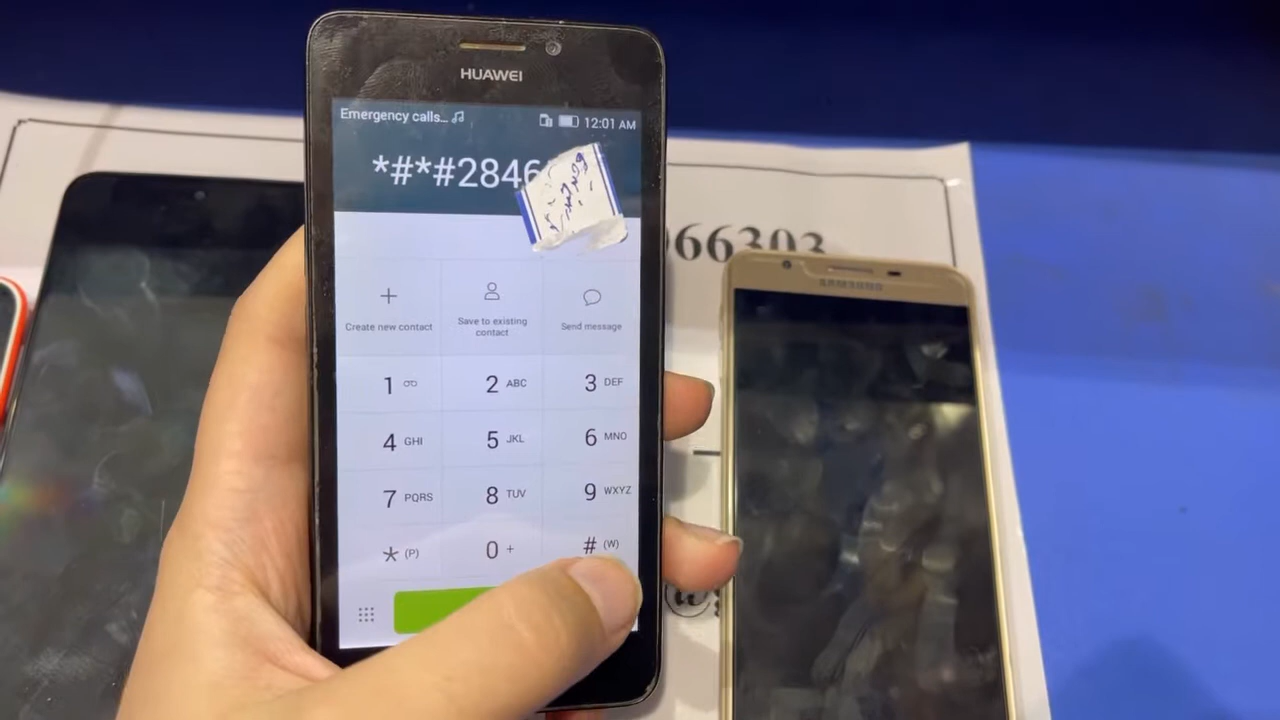 HUAWEI
Emergency calls...
12:01 AM
*#*#2846
Create new contact
Save to existing
contact
Send message
1
2 ABC
3 DEF
4 GHI
5 JKL
6 MNO
7 PQRS
8 TUV
9 WXYZ
* (P)
0 +
# (W)
66303
SAMSUNG
@